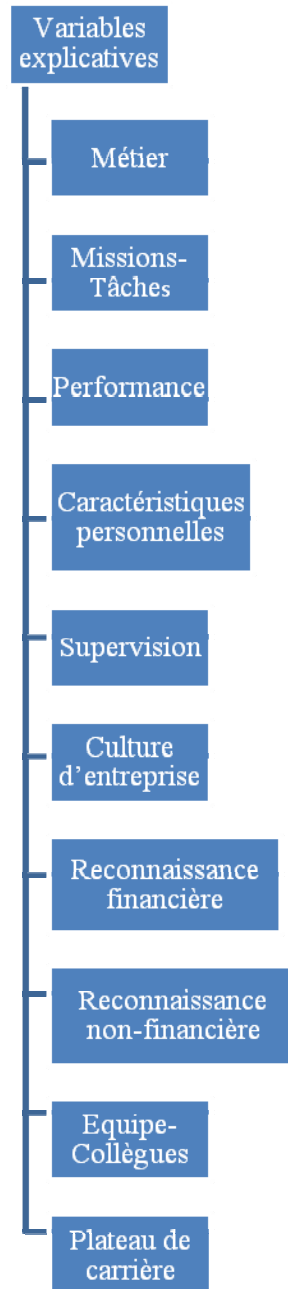 Variables
explicatives
Métier
Missions-
Tâches
Performance
Caractéristiques
personnelles
Supervision
Culture
d’entreprise
Reconnaissance
financière
Reconnaissance
non-financière
Equipe-
Collègues
Plateau de
carrière